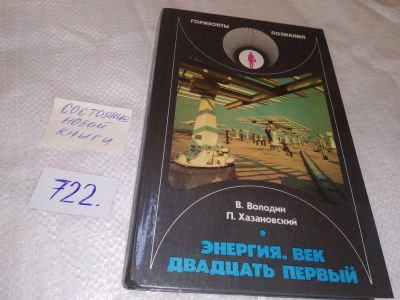 ГОРИЗОНТЫ ПОЗНАНИЯ
СОСТОЯНИЕ
НОВОЙ
КНИГИ
722.
В. Володин
П. Хазановский
ЭНЕРГИЯ. ВЕК
ДВАДЦАТЬ ПЕРВЫЙ